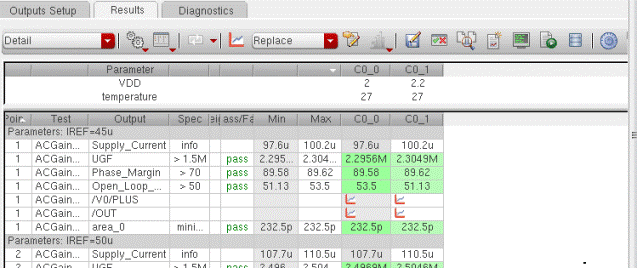 Outputs Setup Results Diagnostics
Detail Replace
Parameter C0_0 C0_1
VDD 2 2.2
temperature 27 27
Test Output Spec Min Max C0_0 C0_1
Parameters: IREF=45u
1 ACGain... Supply_Current info 97.6u 100.2u 97.6u 100.2u
1 ACGain... UGF > 1.5M pass 2.295... 2.304... 2.2956M 2.3049M
1 ACGain... Phase_Margin > 70 pass 89.58 89.62 89.58 89.62
1 ACGain... Open_Loop_... > 50 pass 51.13 53.5 53.5 51.13
1 ACGain... /V0/PLUS
1 ACGain... /OUT
1 ACGain... area_0 mini... pass 232.5p 232.5p 232.5p 232.5p
Parameters: IREF=50u
2 ACGain... Supply_Current info 107.7u 110.5u 107.7u 110.5u
2 ACGain... UGF > 1.5M pass 2.496... 2.504... 2.4969M 2.5046M